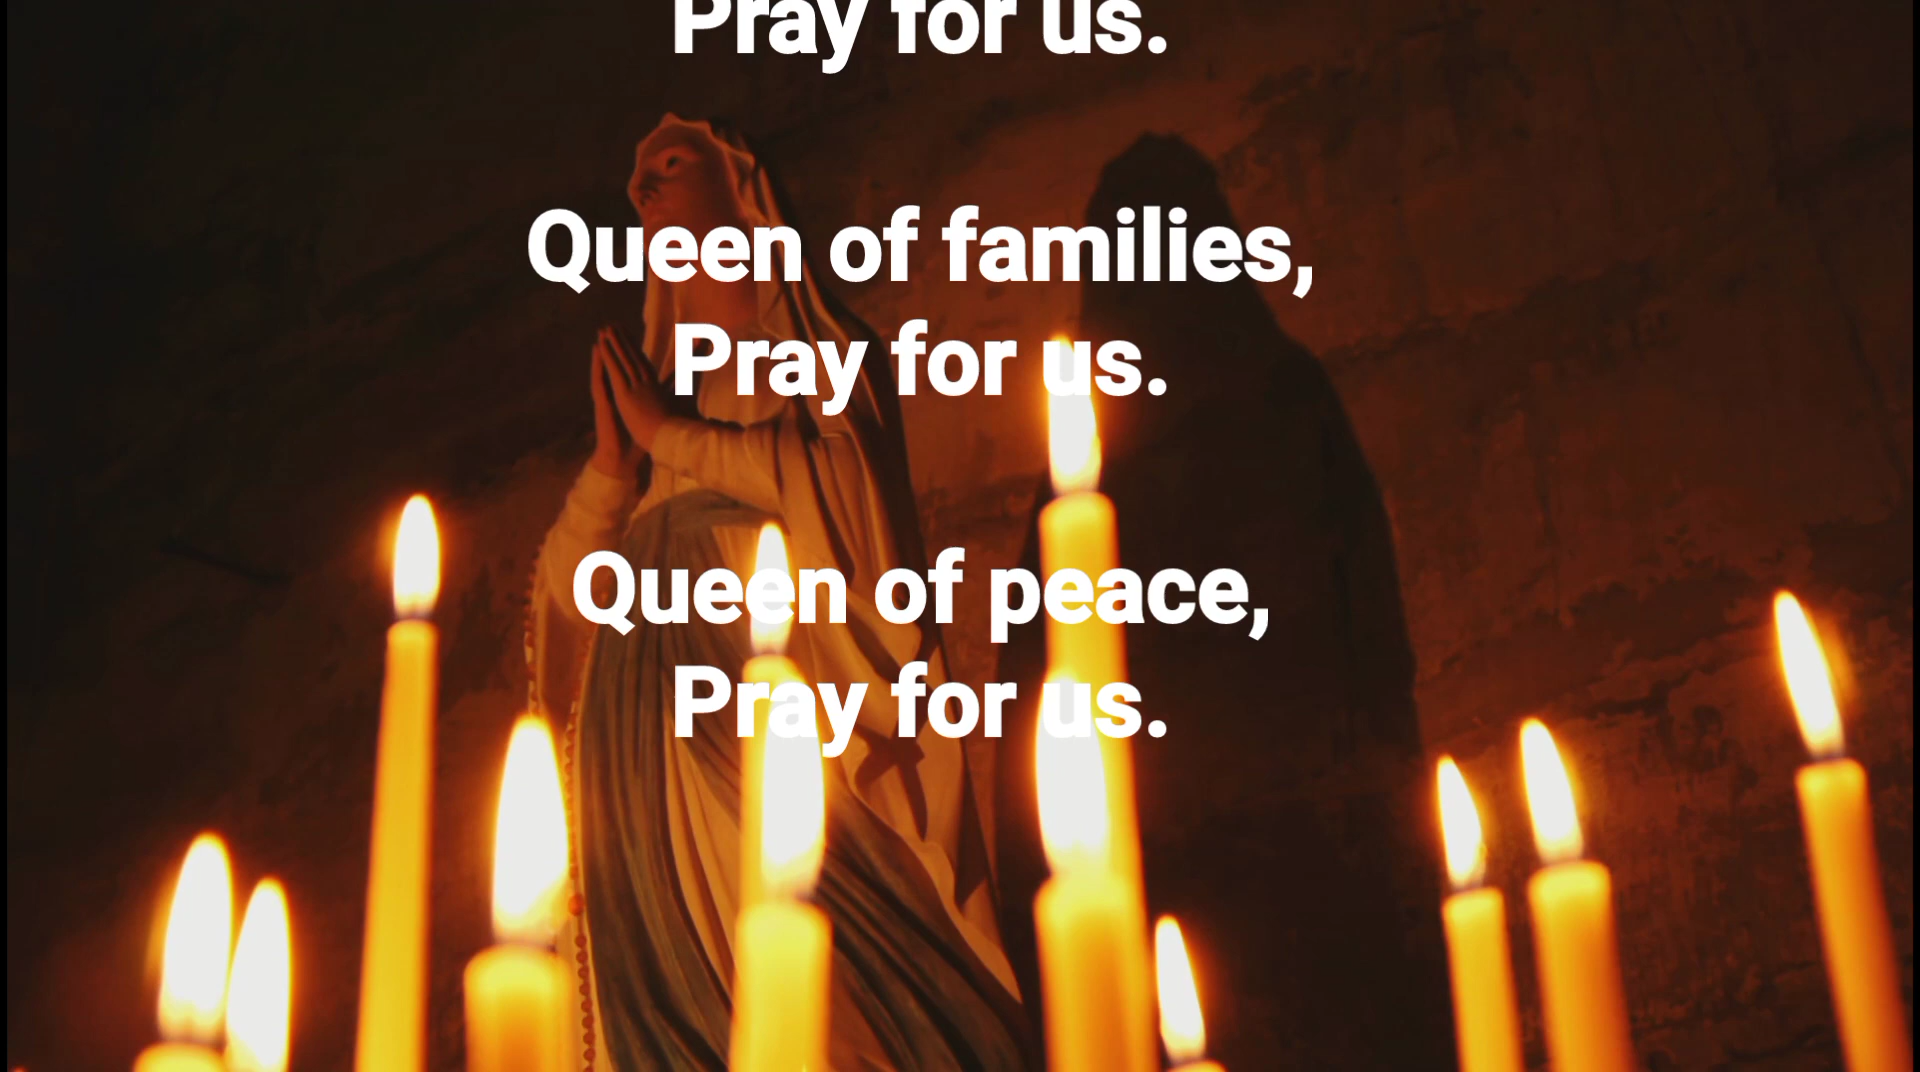 Pray for us.
Queen of families,
Pray for us.
Queen of peace,
Pray for us.